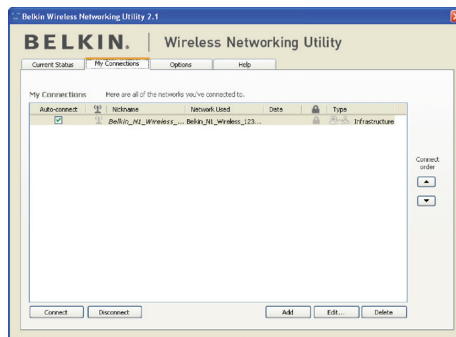 Belkin Wireless Networking Utility 2.1
BELKIN. Wireless Networking Utility
Current Status My Connections Options Help
My Connections Here are all of the networks you've connected to.
Auto-connect Nickname Network Used Date Type
Belkin_N1_Wireless_... Belkin_N1_Wireless_123... Infrastructure
Connect
order
Connect Disconnect Add Edit... Delete